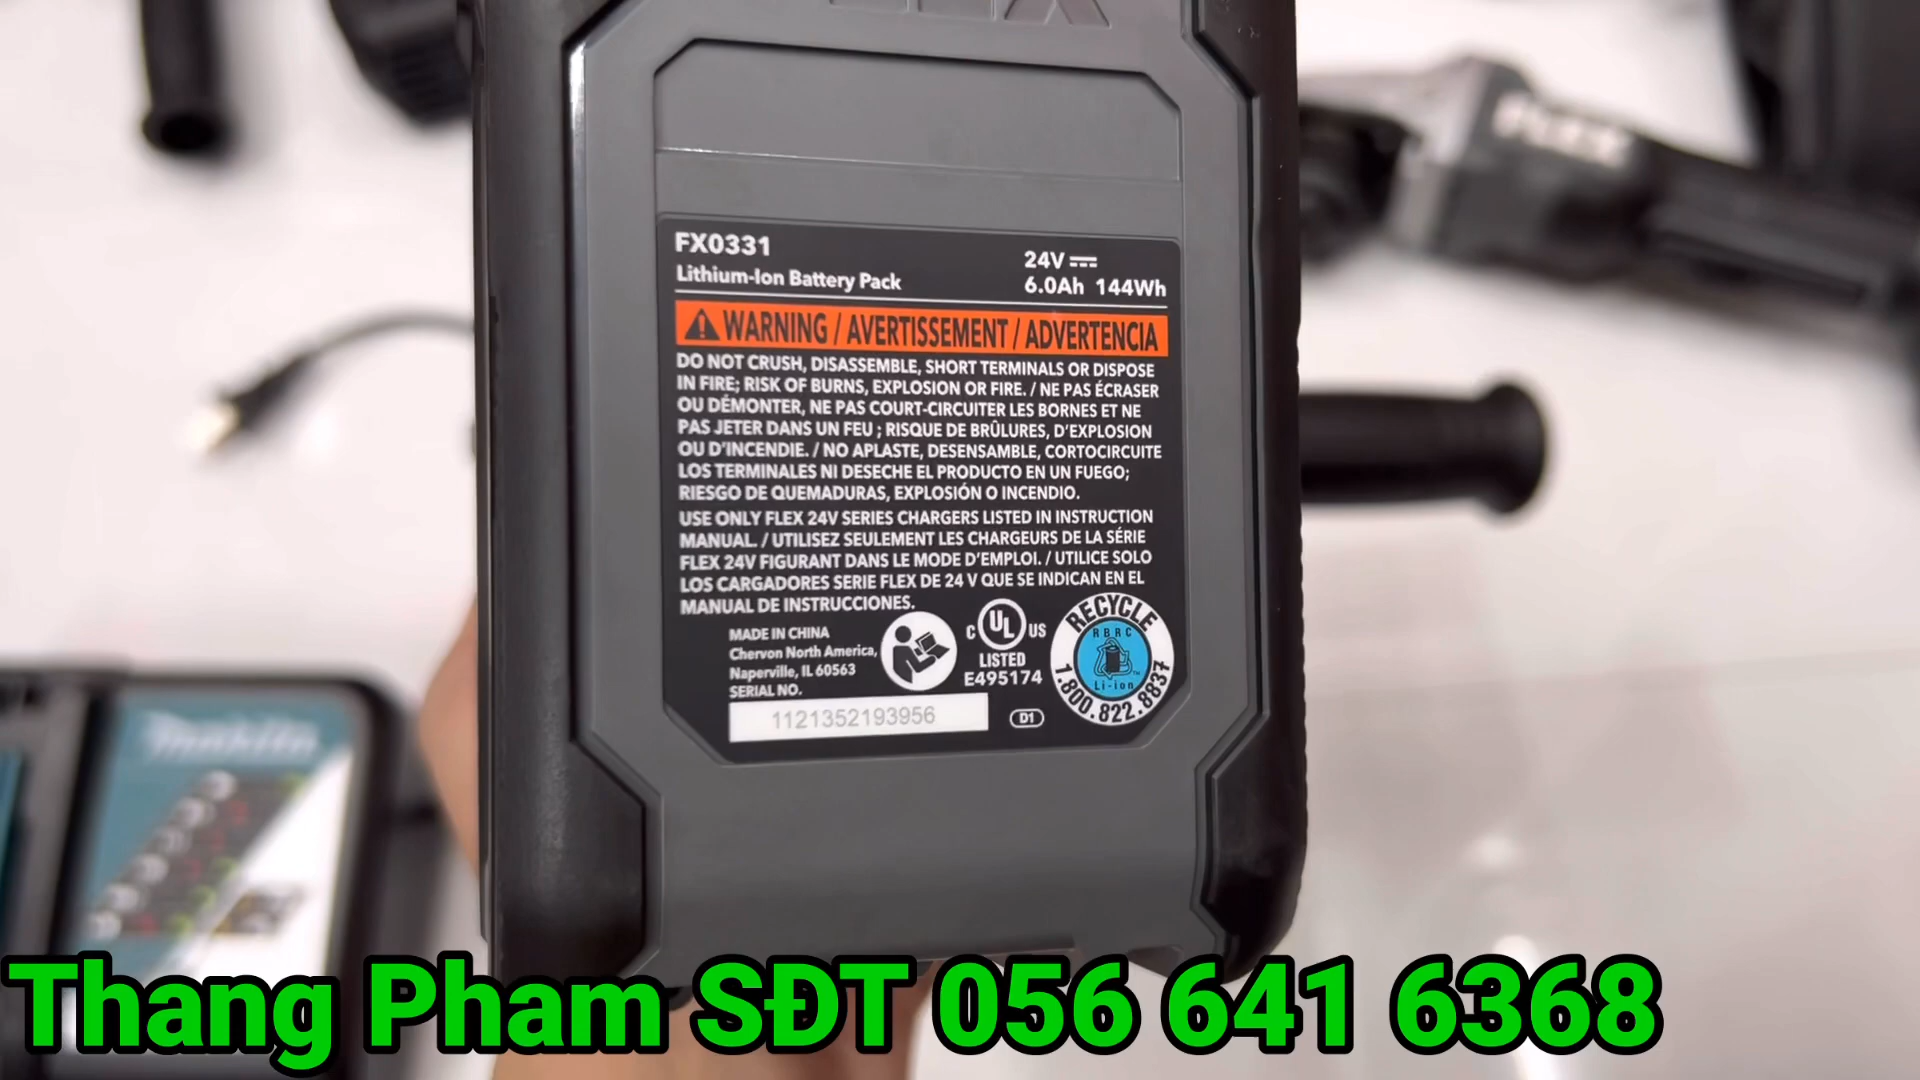 FLEX
FX0331
Lithium-Ion Battery Pack
24V
6.0Ah 144Wh
WARNING / AVERTISSEMENT / ADVERTENCIA
DO NOT CRUSH, DISASSEMBLE, SHORT TERMINALS OR DISPOSE
IN FIRE; RISK OF BURNS, EXPLOSION OR FIRE. / NE PAS ÉCRASER
OU DÉMONTER, NE PAS COURT-CIRCUITER LES BORNES ET NE
PAS JETER DANS UN FEU ; RISQUE DE BRÛLURES, D'EXPLOSION
OU D'INCENDIE. / NO APLASTE, DESENSAMBLE, CORTOCIRCUITE
LOS TERMINALES NI DESECHE EL PRODUCTO EN UN FUEGO;
RIESGO DE QUEMADURAS, EXPLOSIÓN O INCENDIO.
USE ONLY FLEX 24V SERIES CHARGERS LISTED IN INSTRUCTION
MANUAL. / UTILISEZ SEULEMENT LES CHARGEURS DE LA SÉRIE
FLEX 24V FIGURANT DANS LE MODE D'EMPLOI. / UTILICE SOLO
LOS CARGADORES SERIE FLEX DE 24 V QUE SE INDICAN EN EL
MANUAL DE INSTRUCCIONES.
MADE IN CHINA
Chervon North America,
Naperville, IL 60563
SERIAL NO.
1121352193956
C UL US
LISTED
E495174
D1
RECYCLE
RBRC
Li-ion
1.800.822.8837
makita
Thang Pham SĐT 056 641 6368